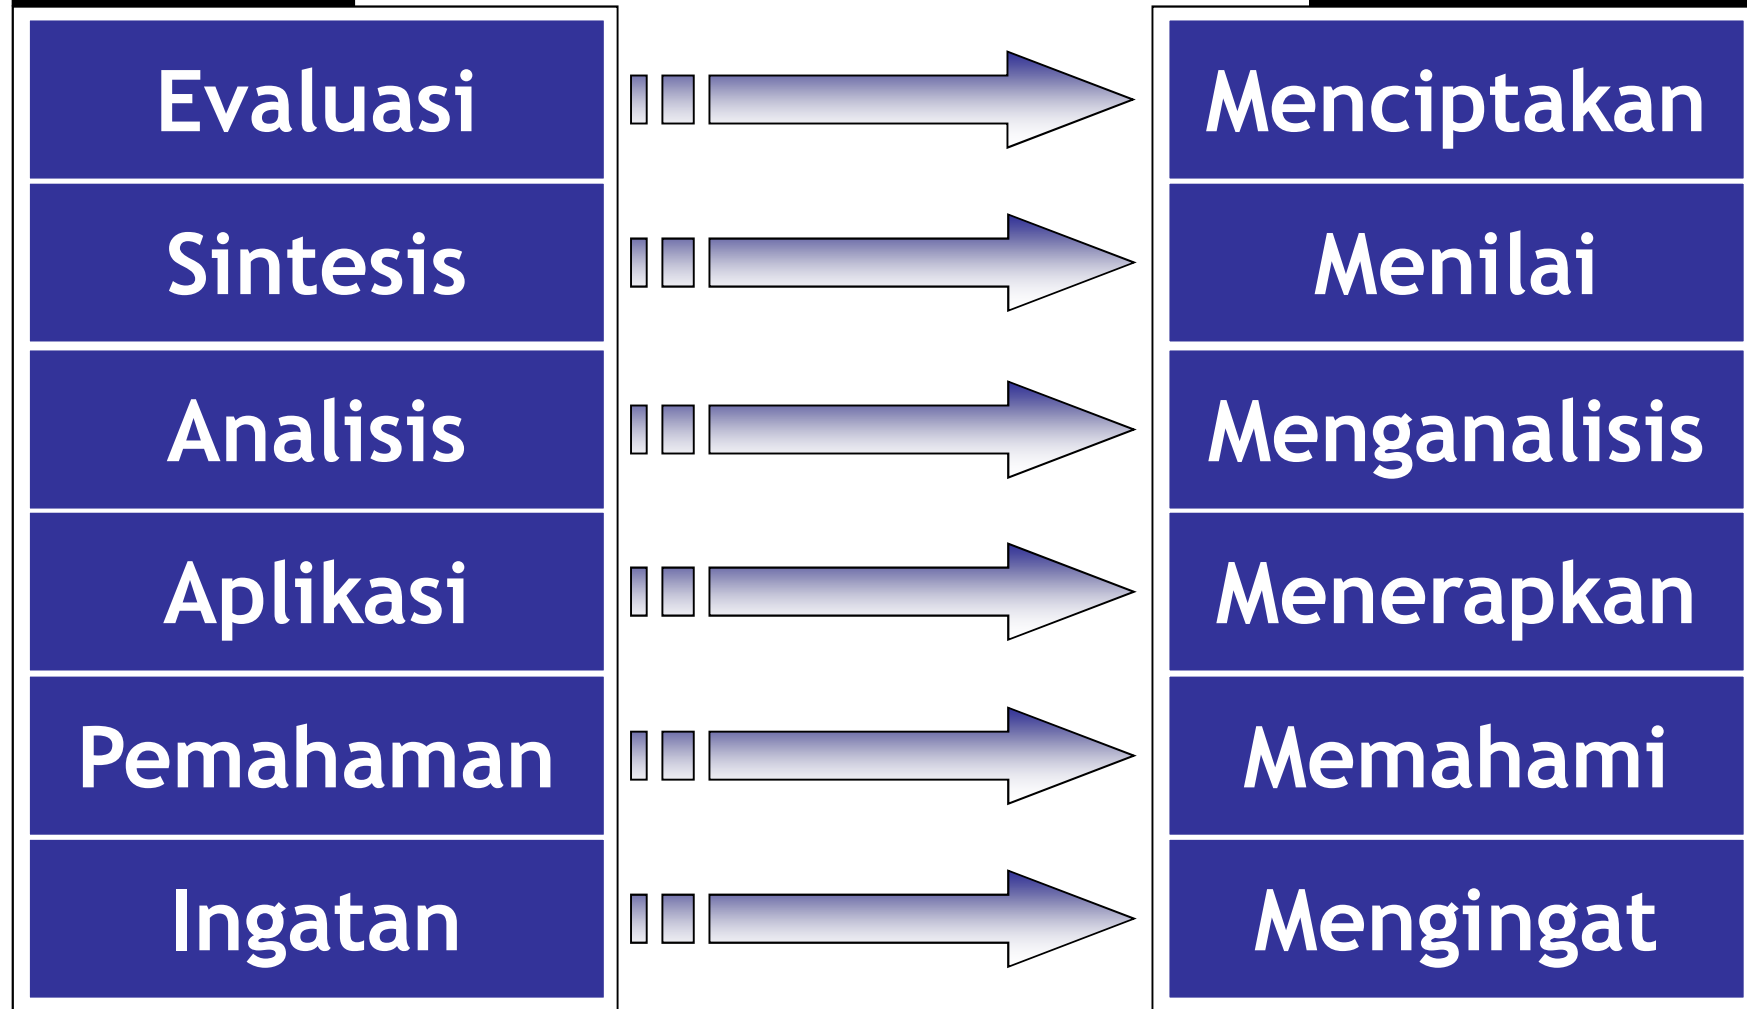 Evaluasi
Menciptakan
Sintesis
Menilai
Analisis
Menganalisis
Aplikasi
Menerapkan
Pemahaman
Memahami
Ingatan
Mengingat